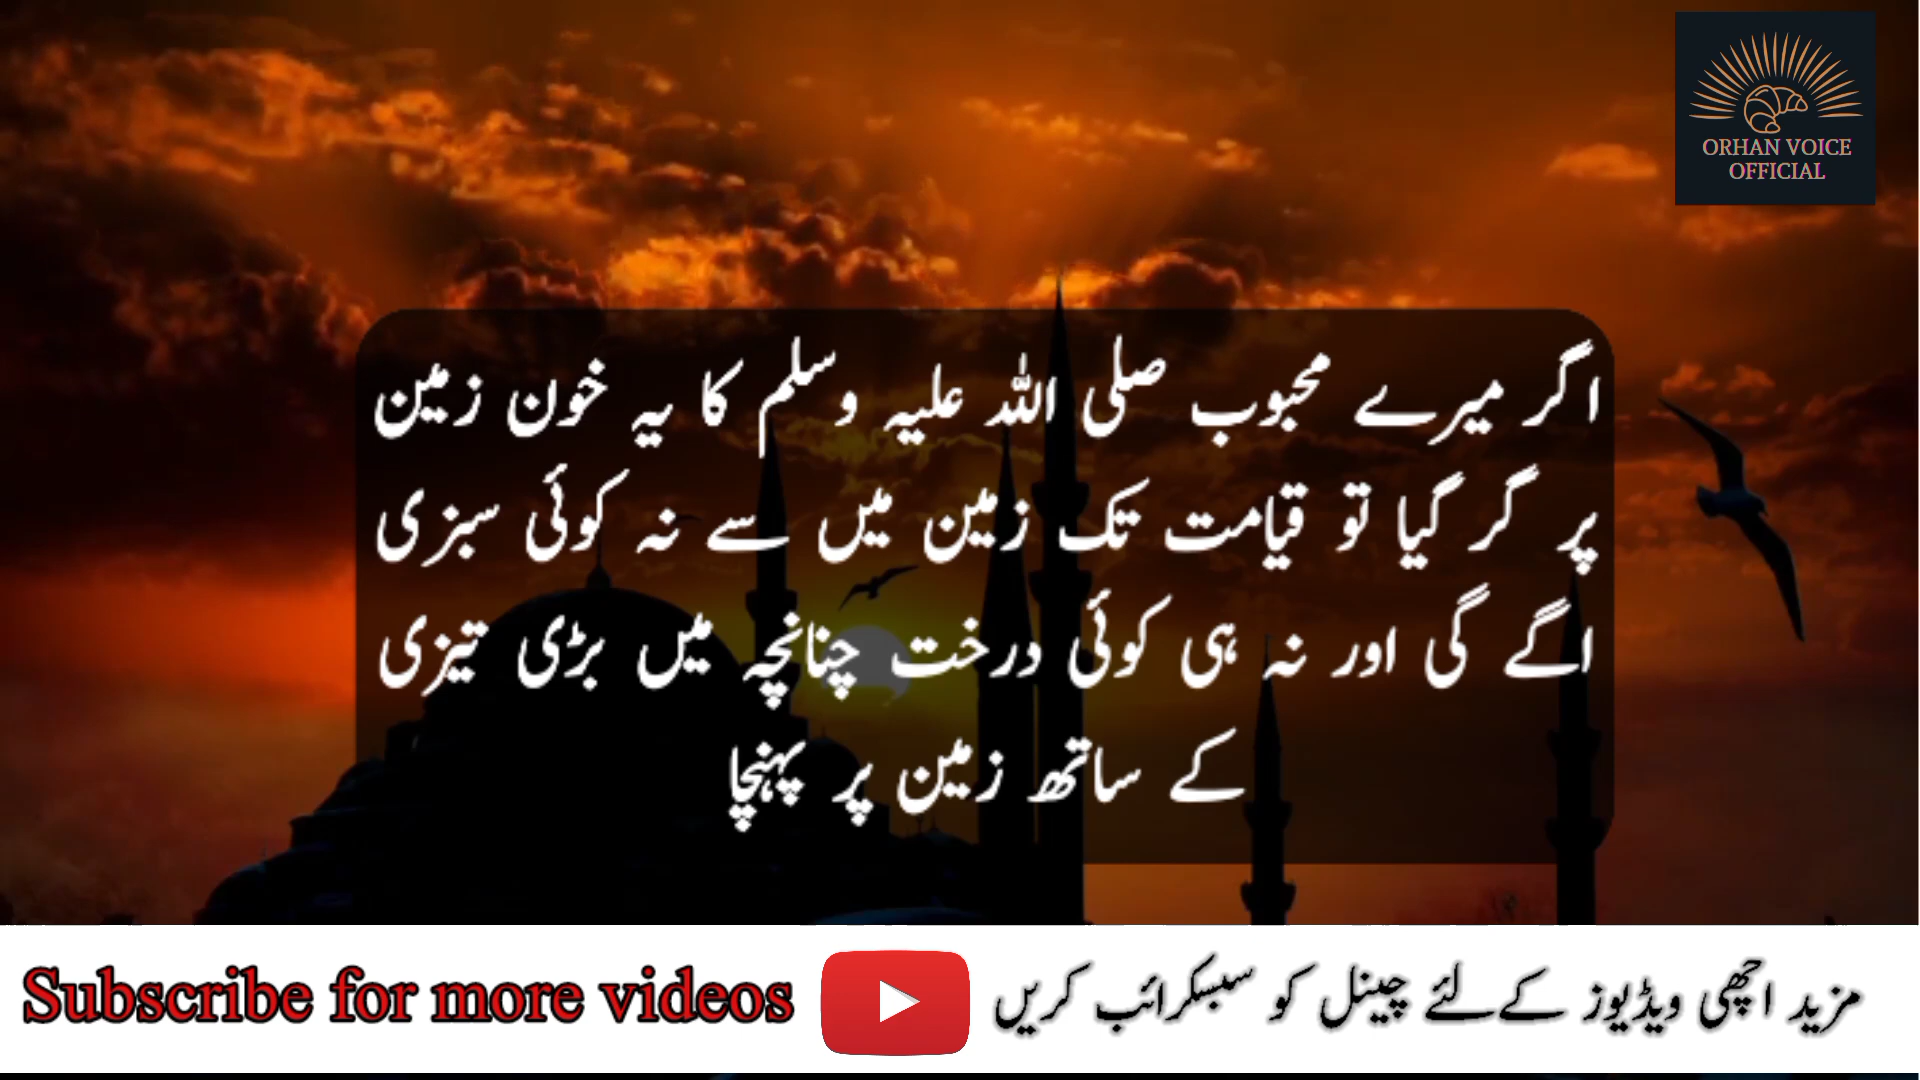 ORHAN VOICE
OFFICIAL
اگر میرے محبوب صلی اللہ علیہ وسلم کا یہ خون زمین
پر گر گیا تو قیامت تک زمین میں سے نہ کوئی سبزی
اگے گی اور نہ ہی کوئی درخت چنانچہ میں بڑی تیزی
کے ساتھ زمین پر پہنچا
Subscribe for more videos
مزید اچھی ویڈیوز کے لئے چینل کو سبسکرائب کریں